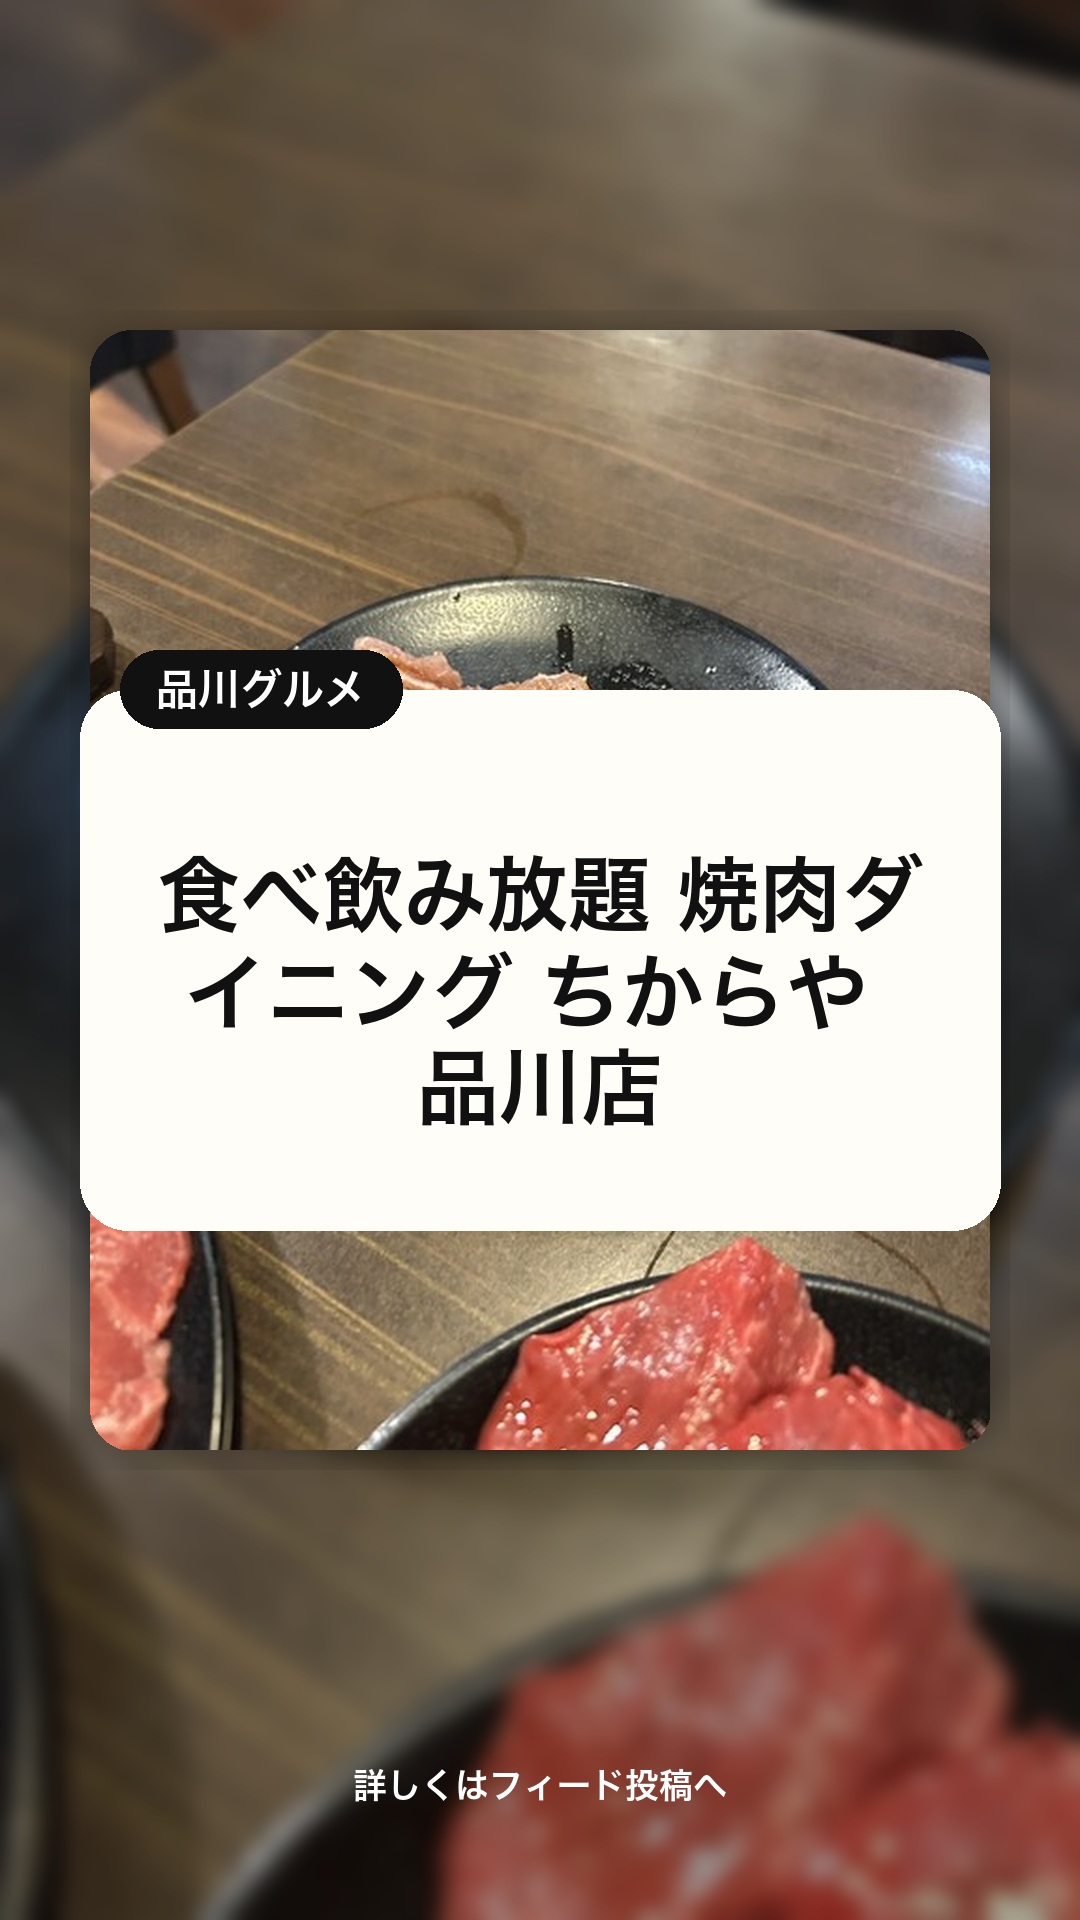 品川グルメ
食べ飲み放題 焼肉ダ
イニング ちからや
品川店
詳しくはフィード投稿へ